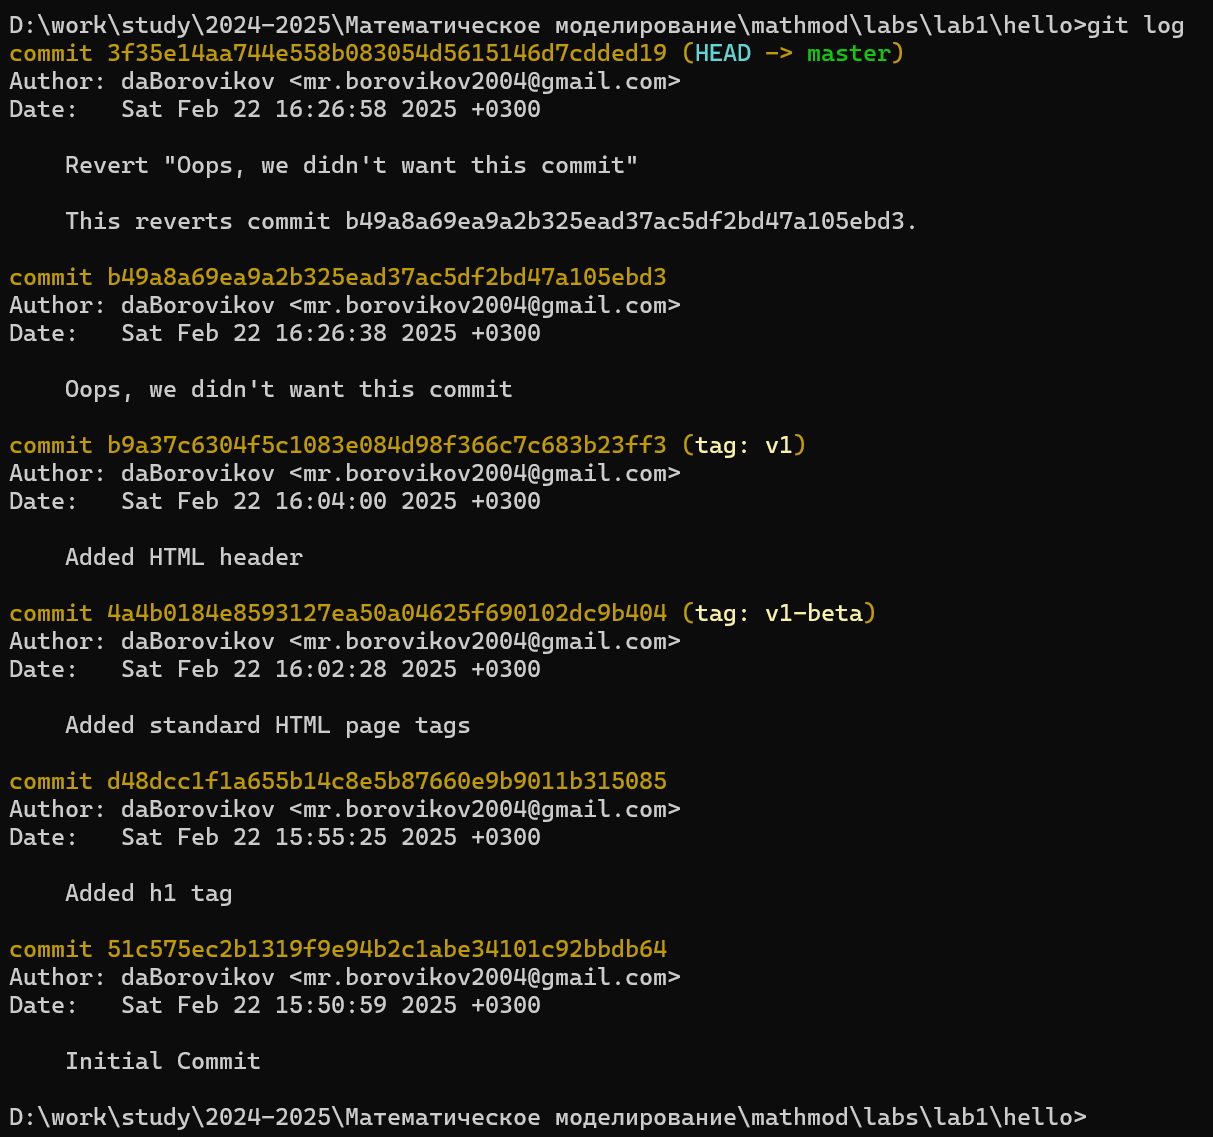 D:\work\study\2024-2025\Математическое моделирование\mathmod\labs\lab1\hello>git log
commit 3f35e14aa744e558b083054d5615146d7cdded19 (HEAD -> master)
Author: daBorovikov <mr.borovikov2004@gmail.com>
Date:   Sat Feb 22 16:26:58 2025 +0300
    Revert "Oops, we didn't want this commit"
    This reverts commit b49a8a69ea9a2b325ead37ac5df2bd47a105ebd3.
commit b49a8a69ea9a2b325ead37ac5df2bd47a105ebd3
Author: daBorovikov <mr.borovikov2004@gmail.com>
Date:   Sat Feb 22 16:26:38 2025 +0300
    Oops, we didn't want this commit
commit b9a37c6304f5c1083e084d98f366c7c683b23ff3 (tag: v1)
Author: daBorovikov <mr.borovikov2004@gmail.com>
Date:   Sat Feb 22 16:04:00 2025 +0300
    Added HTML header
commit 4a4b0184e8593127ea50a04625f690102dc9b404 (tag: v1-beta)
Author: daBorovikov <mr.borovikov2004@gmail.com>
Date:   Sat Feb 22 16:02:28 2025 +0300
    Added standard HTML page tags
commit d48dcc1f1a655b14c8e5b87660e9b9011b315085
Author: daBorovikov <mr.borovikov2004@gmail.com>
Date:   Sat Feb 22 15:55:25 2025 +0300
    Added h1 tag
commit 51c575ec2b1319f9e94b2c1abe34101c92bbdb64
Author: daBorovikov <mr.borovikov2004@gmail.com>
Date:   Sat Feb 22 15:50:59 2025 +0300
    Initial Commit
D:\work\study\2024-2025\Математическое моделирование\mathmod\labs\lab1\hello>